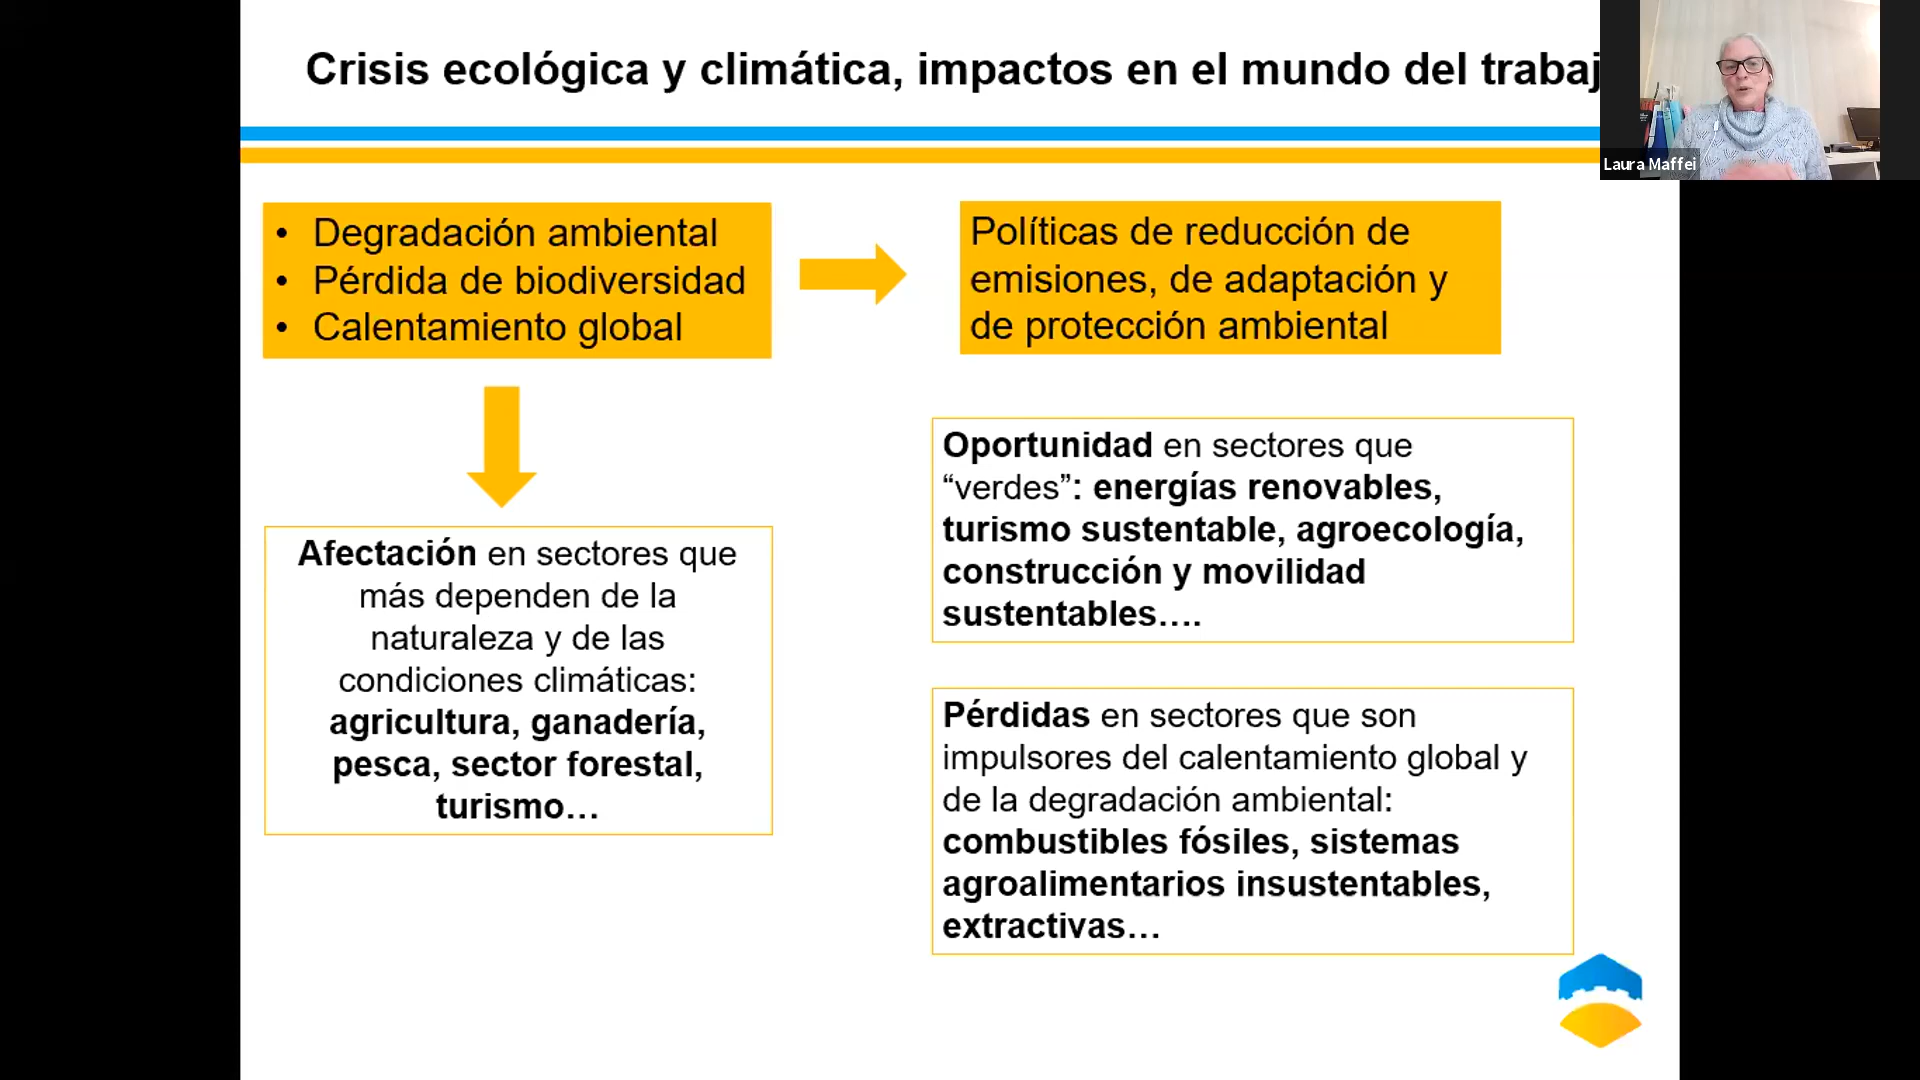 Crisis ecológica y climática, impactos en el mundo del trabaj
Laura Maffei
• Degradación ambiental
• Pérdida de biodiversidad
• Calentamiento global
Políticas de reducción de
emisiones, de adaptación y
de protección ambiental
Afectación en sectores que
más dependen de la
naturaleza y de las
condiciones climáticas:
agricultura, ganadería,
pesca, sector forestal,
turismo…
Oportunidad en sectores que
“verdes”: energías renovables,
turismo sustentable, agroecología,
construcción y movilidad
sustentables….
Pérdidas en sectores que son
impulsores del calentamiento global y
de la degradación ambiental:
combustibles fósiles, sistemas
agroalimentarios insustentables,
extractivas…